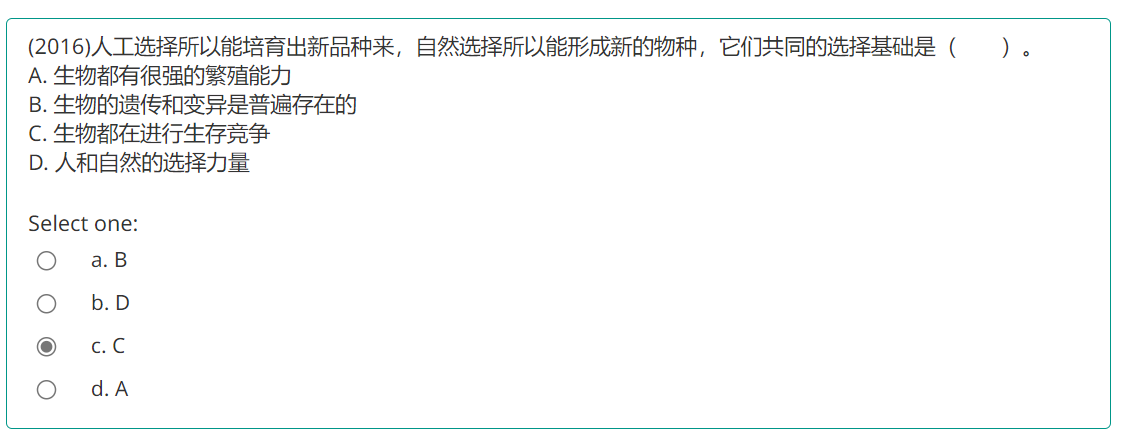 (2016)人工选择所以能培育出新品种来，自然选择所以能形成新的物种，它们共同的选择基础是（　　）。
A. 生物都有很强的繁殖能力
B. 生物的遗传和变异是普遍存在的
C. 生物都在进行生存竞争
D. 人和自然的选择力量
Select one:
a. B
b. D
c. C
d. A